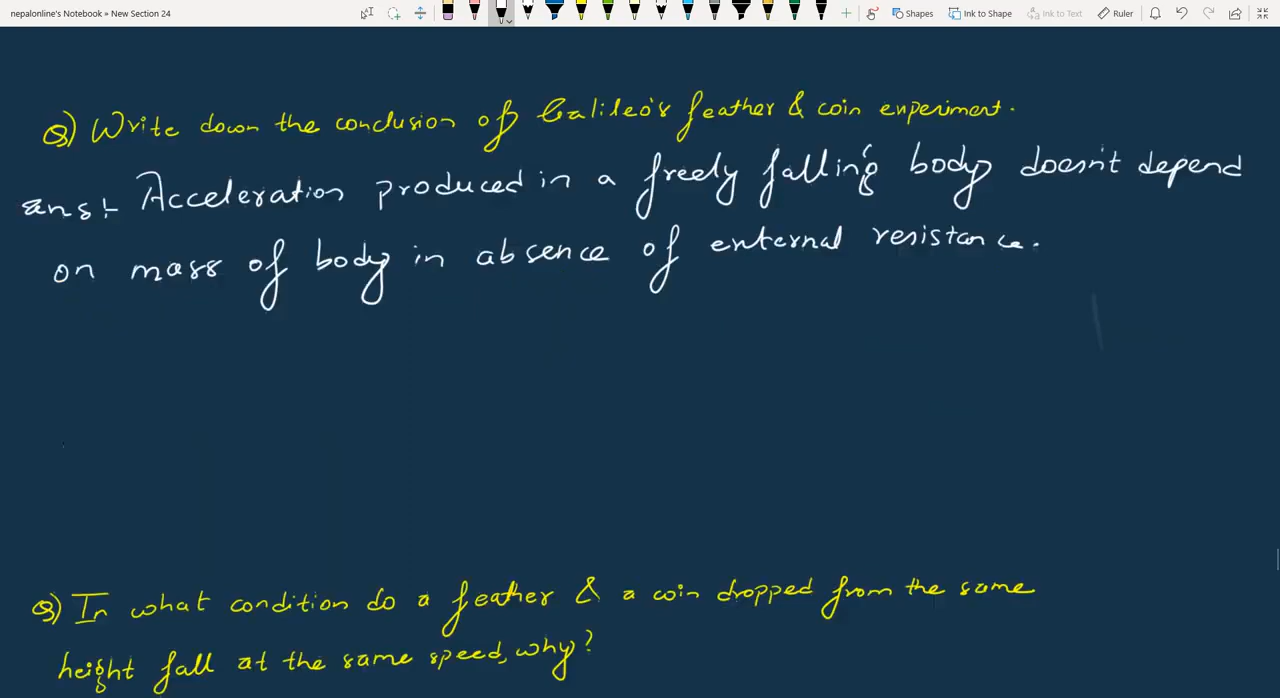 nepalonline's Notebook » New Section 24
Shapes Ink to Shape Ink to Text Ruler
Q) Write down the conclusion of Galileo's feather & coin experiment.
ans:- Acceleration produced in a freely falling body doesn't depend
on mass of body in absence of external resistance.
Q) In what condition do a feather & a coin dropped from the same
height fall at the same speed, why?